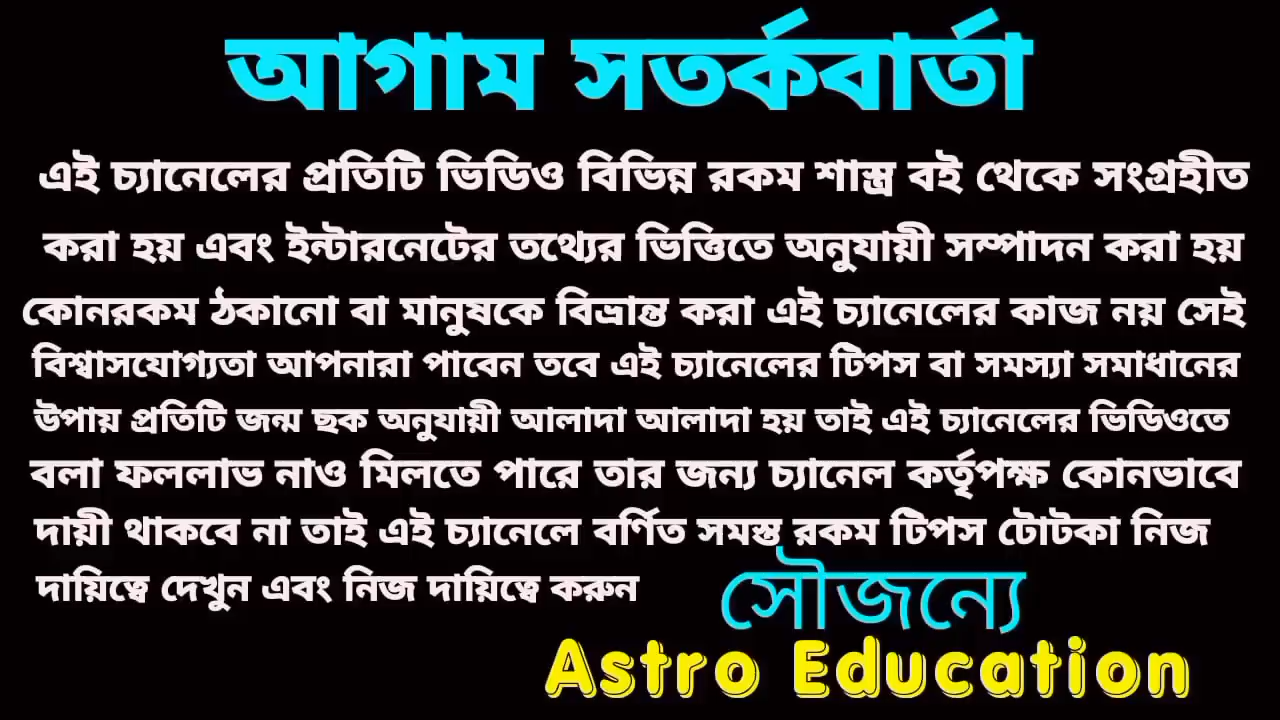 আগাম সতর্কবার্তা
এই চ্যানেলের প্রতিটি ভিডিও বিভিন্ন রকম শাস্ত্র বই থেকে সংগ্রহীত
করা হয় এবং ইন্টারনেটের তথ্যের ভিত্তিতে অনুযায়ী সম্পাদন করা হয়
কোনরকম ঠকানো বা মানুষকে বিভ্রান্ত করা এই চ্যানেলের কাজ নয় সেই
বিশ্বাসযোগ্যতা আপনারা পাবেন তবে এই চ্যানেলের টিপস বা সমস্যা সমাধানের
উপায় প্রতিটি জন্ম ছক অনুযায়ী আলাদা আলাদা হয় তাই এই চ্যানেলের ভিডিওতে
বলা ফললাভ নাও মিলতে পারে তার জন্য চ্যানেল কর্তৃপক্ষ কোনভাবে
দায়ী থাকবে না তাই এই চ্যানেলে বর্ণিত সমস্ত রকম টিপস টোটকা নিজ
দায়িত্বে দেখুন এবং নিজ দায়িত্বে করুন
সৌজন্যে
Astro Education